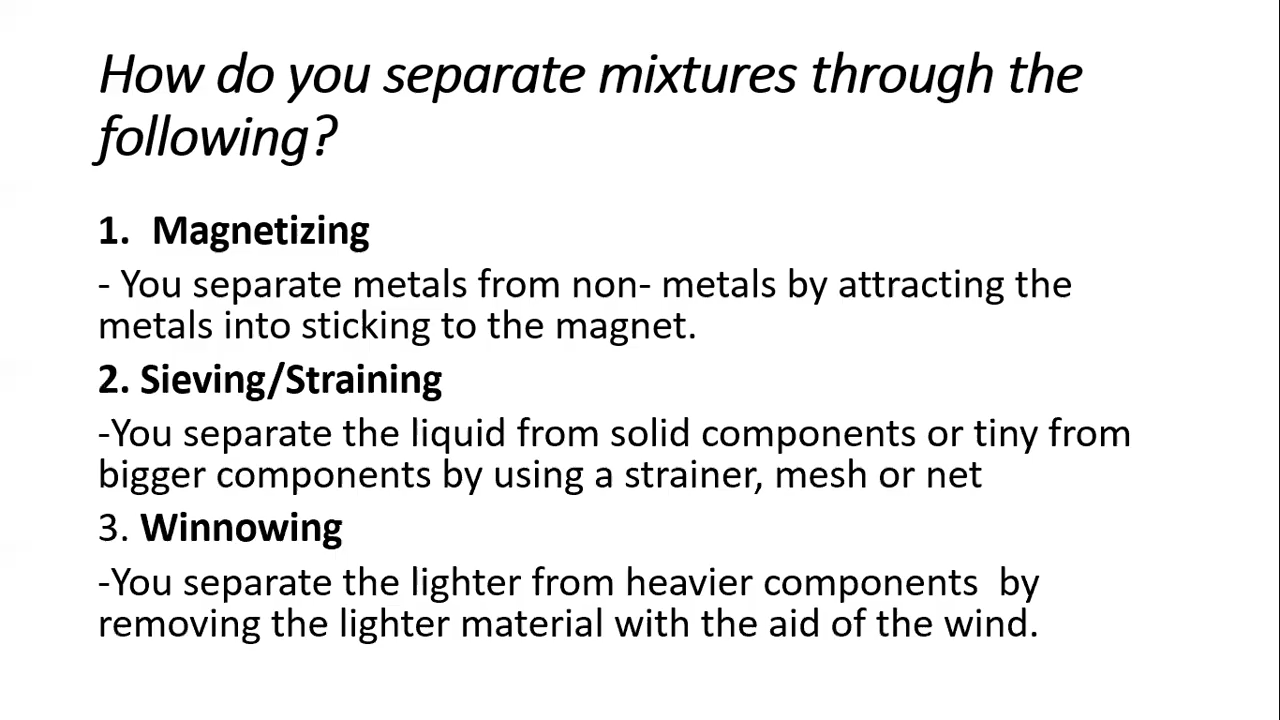 How do you separate mixtures through the
following?
1. Magnetizing
- You separate metals from non- metals by attracting the
metals into sticking to the magnet.
2. Sieving/Straining
-You separate the liquid from solid components or tiny from
bigger components by using a strainer, mesh or net
3. Winnowing
-You separate the lighter from heavier components  by
removing the lighter material with the aid of the wind.